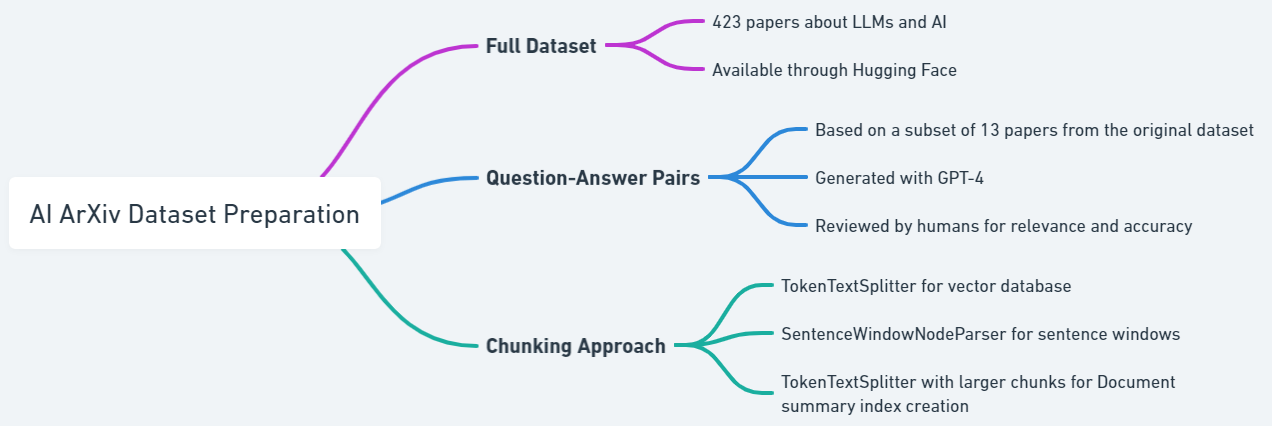 AI ArXiv Dataset Preparation
Full Dataset
423 papers about LLMs and AI
Available through Hugging Face
Question-Answer Pairs
Based on a subset of 13 papers from the original dataset
Generated with GPT-4
Reviewed by humans for relevance and accuracy
Chunking Approach
TokenTextSplitter for vector database
SentenceWindowNodeParser for sentence windows
TokenTextSplitter with larger chunks for Document
summary index creation